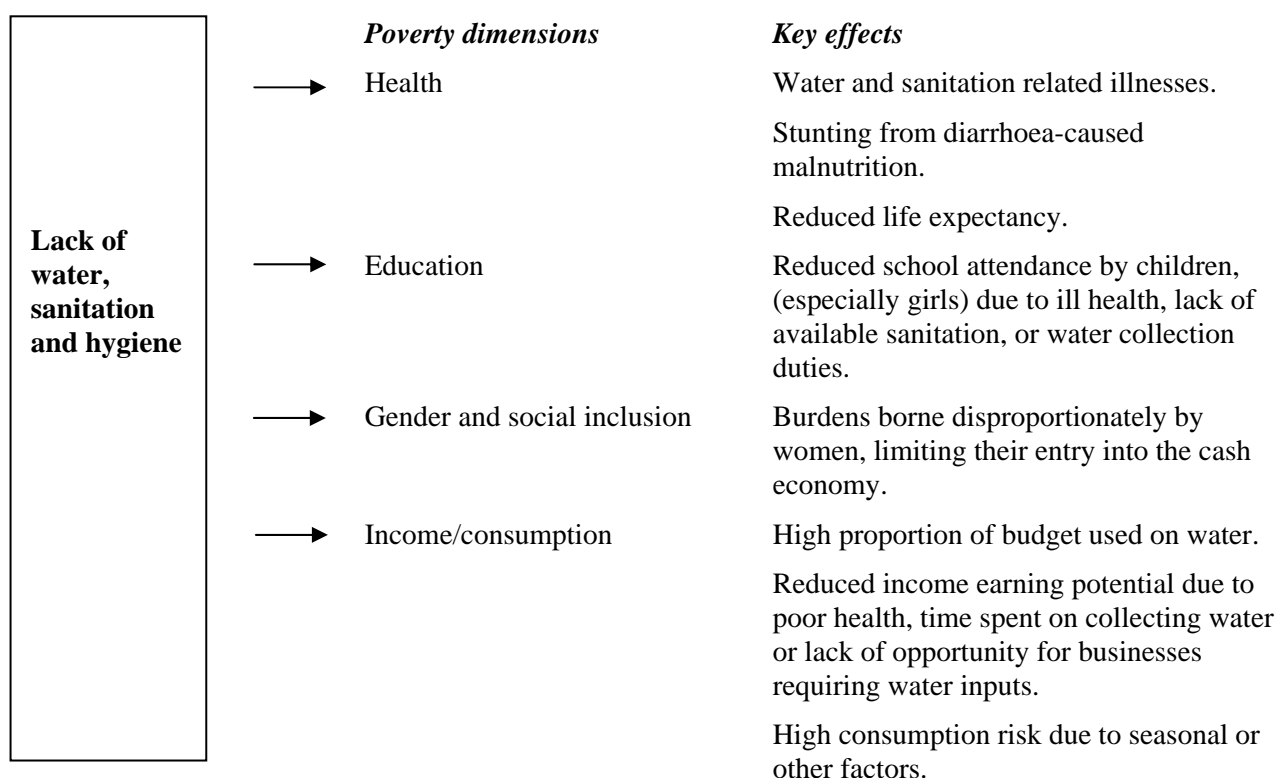 Poverty dimensions
Key effects
Lack of
water,
sanitation
and hygiene
Health
Water and sanitation related illnesses.
Stunting from diarrhoea-caused
malnutrition.
Reduced life expectancy.
Education
Reduced school attendance by children,
(especially girls) due to ill health, lack of
available sanitation, or water collection
duties.
Gender and social inclusion
Burdens borne disproportionately by
women, limiting their entry into the cash
economy.
Income/consumption
High proportion of budget used on water.
Reduced income earning potential due to
poor health, time spent on collecting water
or lack of opportunity for businesses
requiring water inputs.
High consumption risk due to seasonal or
other factors.